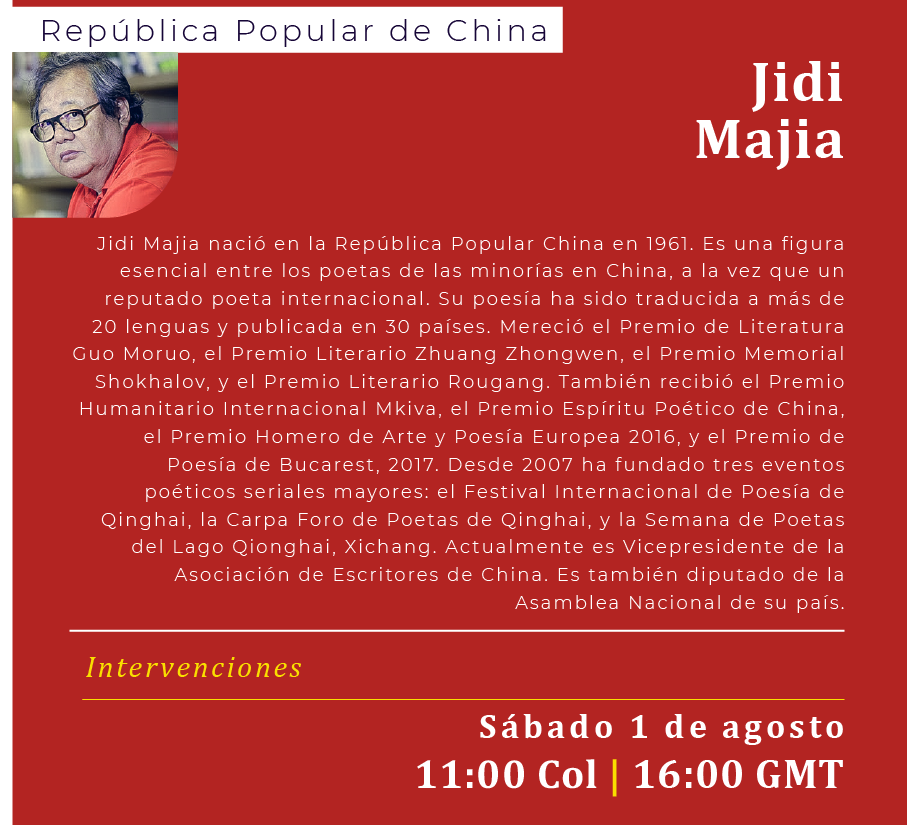 República Popular de China
Jidi
Majia
Jidi Majia nació en la República Popular China en 1961. Es una figura
esencial entre los poetas de las minorías en China, a la vez que un
reputado poeta internacional. Su poesía ha sido traducida a más de
20 lenguas y publicada en 30 países. Mereció el Premio de Literatura
Guo Moruo, el Premio Literario Zhuang Zhongwen, el Premio Memorial
Shokhalov, y el Premio Literario Rougang. También recibió el Premio
Humanitario Internacional Mkiva, el Premio Espíritu Poético de China,
el Premio Homero de Arte y Poesía Europea 2016, y el Premio de
Poesía de Bucarest, 2017. Desde 2007 ha fundado tres eventos
poéticos seriales mayores: el Festival Internacional de Poesía de
Qinghai, la Carpa Foro de Poetas de Qinghai, y la Semana de Poetas
del Lago Qionghai, Xichang. Actualmente es Vicepresidente de la
Asociación de Escritores de China. Es también diputado de la
Asamblea Nacional de su país.
Intervenciones
Sábado 1 de agosto
11:00 Col | 16:00 GMT